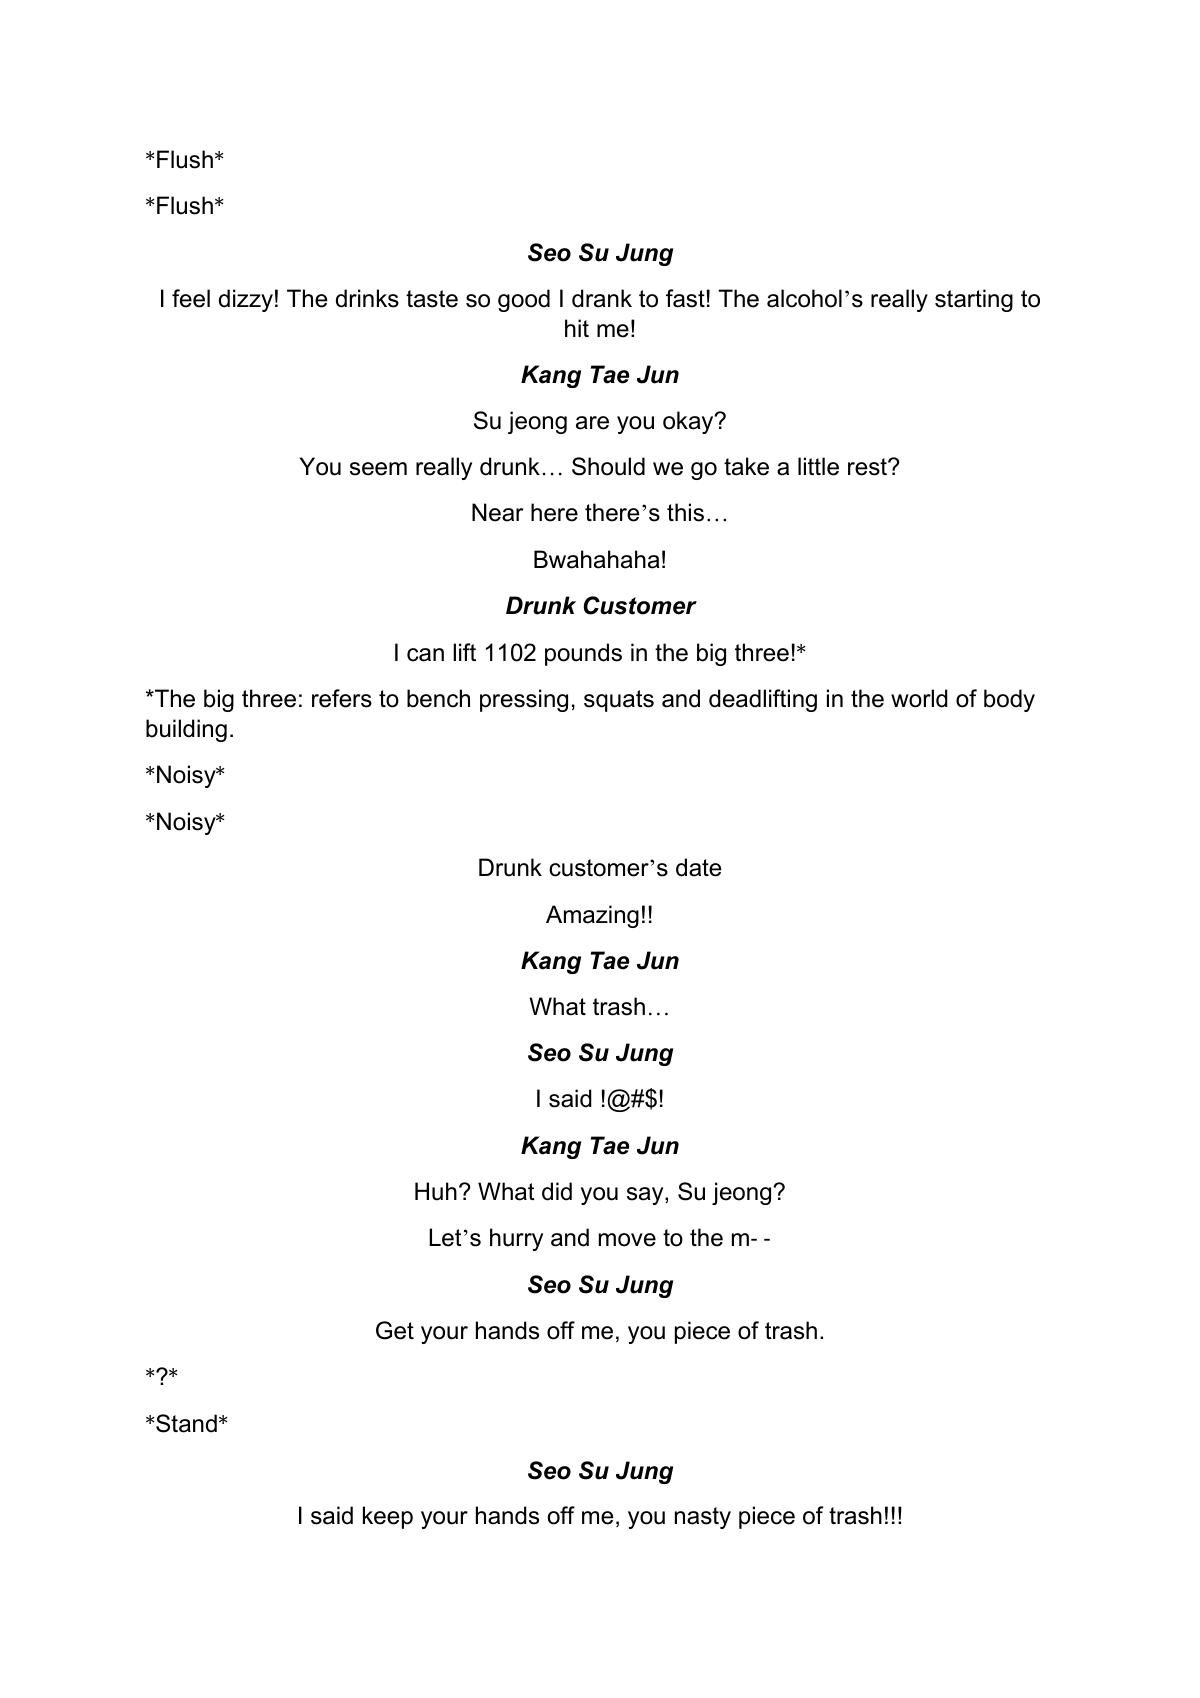 *Flush*
*Flush*
Seo Su Jung
I feel dizzy! The drinks taste so good I drank to fast! The alcohol’s really starting to
hit me!
Kang Tae Jun
Su jeong are you okay?
You seem really drunk… Should we go take a little rest?
Near here there’s this…
Bwahahaha!
Drunk Customer
I can lift 1102 pounds in the big three!*
*The big three: refers to bench pressing, squats and deadlifting in the world of body
building.
*Noisy*
*Noisy*
Drunk customer’s date
Amazing!!
Kang Tae Jun
What trash…
Seo Su Jung
I said !@#$!
Kang Tae Jun
Huh? What did you say, Su jeong?
Let’s hurry and move to the m- -
Seo Su Jung
Get your hands off me, you piece of trash.
*?*
*Stand*
Seo Su Jung
I said keep your hands off me, you nasty piece of trash!!!